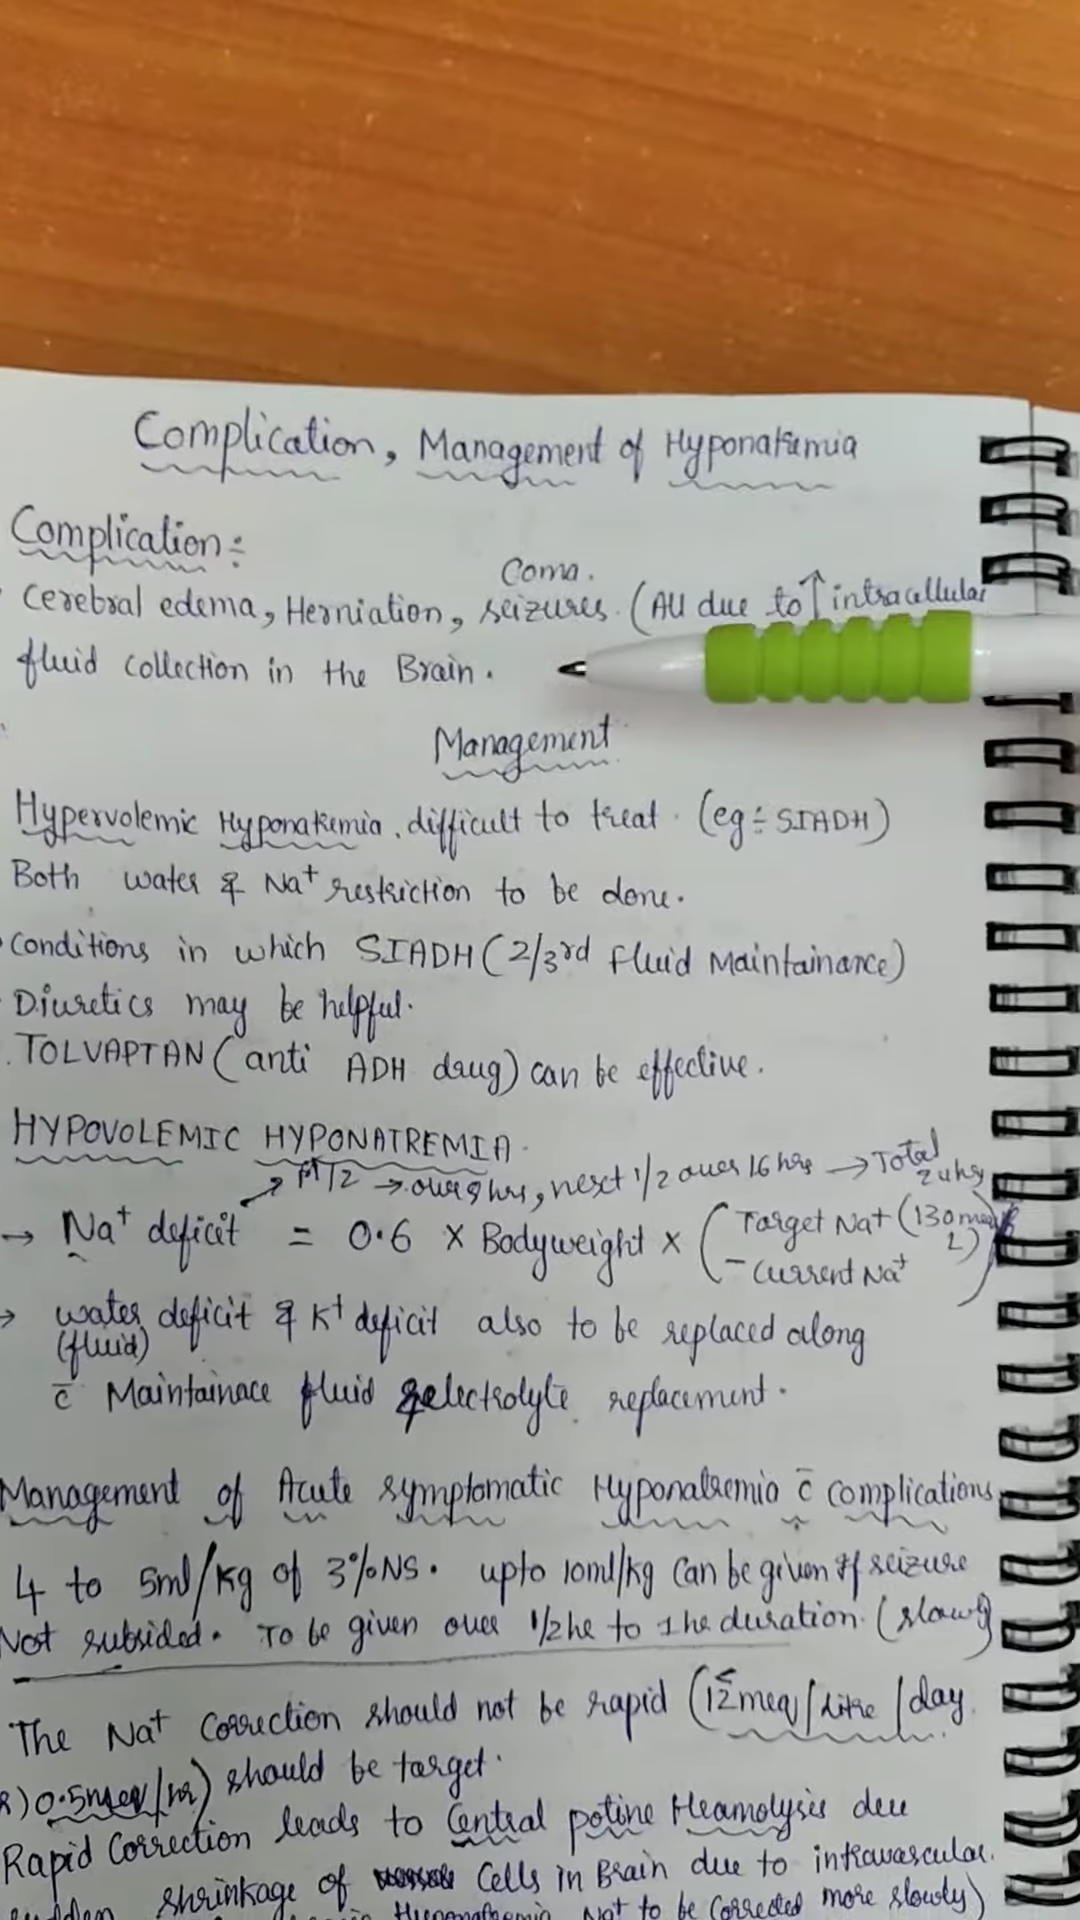 Complication, Management of Hyponatremia
Complication:
Coma.
Cerebral edema, Herniation, seizures. (All due to ↑ intracellular
fluid collection in the Brain.
Management
Hypervolemic Hyponatremia. difficult to treat. (eg:- SIADH)
Both water & Na+ restriction to be done.
Conditions in which SIADH (2/3rd fluid Maintainance)
Diuretics may be helpful.
TOLVAPTAN (anti ADH drug) can be effective.
HYPOVOLEMIC HYPONATREMIA.
1/2 → over 8 hrs, next 1/2 over 16 hrs → Total 24 hrs
→ Na+ deficit = 0.6 × Bodyweight × (Target Na+ (130 meq/L)
- Current Na+)
→ water deficit & K+ deficit also to be replaced along
(fluid)
c̄ Maintainace fluid & electrolyte replacement.
Management of Acute symptomatic Hyponatremia c̄ complications
4 to 5ml/kg of 3%NS. upto 10ml/kg can be given if seizure
Not subsided. To be given over 1/2 hr to 1 hr duration. (slowly)
The Na+ correction should not be rapid (≤12meq/litre/day
0.5meq/hr) should be target.
Rapid Correction leads to Central potine Heamolysis due
shrinkage of cells in Brain due to intravascular.
Na+ to be corrected more slowly)